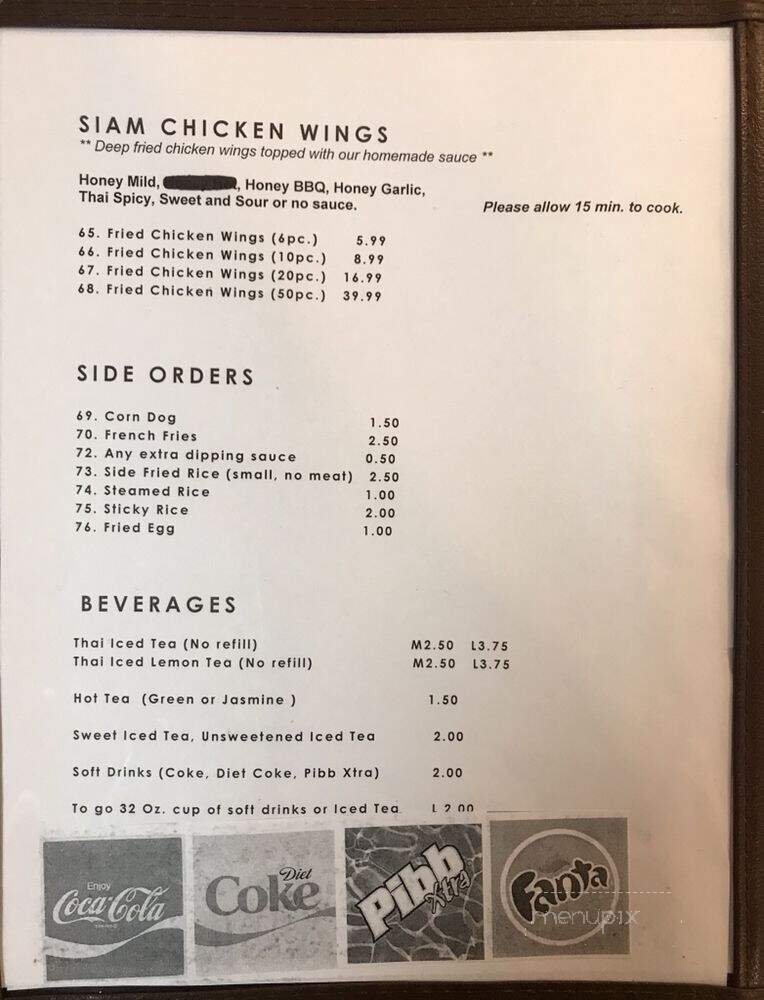 SIAM CHICKEN WINGS
** Deep fried chicken wings topped with our homemade sauce **
Honey Mild, , Honey BBQ, Honey Garlic,
Thai Spicy, Sweet and Sour or no sauce.
Please allow 15 min. to cook.
65. Fried Chicken Wings (6pc.) 5.99
66. Fried Chicken Wings (10pc.) 8.99
67. Fried Chicken Wings (20pc.) 16.99
68. Fried Chicken Wings (50pc.) 39.99
SIDE ORDERS
69. Corn Dog 1.50
70. French Fries 2.50
72. Any extra dipping sauce 0.50
73. Side Fried Rice (small, no meat) 2.50
74. Steamed Rice 1.00
75. Sticky Rice 2.00
76. Fried Egg 1.00
BEVERAGES
Thai Iced Tea (No refill) M2.50 L3.75
Thai Iced Lemon Tea (No refill) M2.50 L3.75
Hot Tea (Green or Jasmine ) 1.50
Sweet Iced Tea, Unsweetened Iced Tea 2.00
Soft Drinks (Coke, Diet Coke, Pibb Xtra) 2.00
To go 32 Oz. cup of soft drinks or Iced Tea L 2.00
Enjoy
Coca-Cola
Diet
Coke
Pibb
Xtra
Fanta
menupix